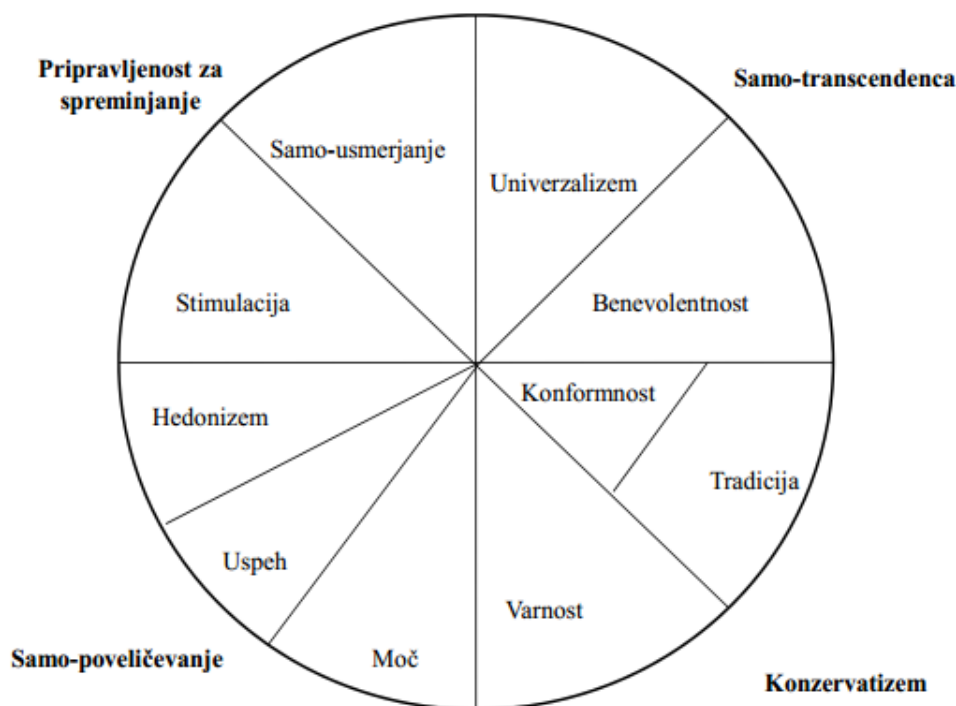 Pripravljenost za
spreminjanje
Samo-transcendenca
Samo-usmerjanje
Univerzalizem
Stimulacija
Benevolentnost
Konformnost
Hedonizem
Tradicija
Uspeh
Varnost
Moč
Samo-poveličevanje
Konzervatizem